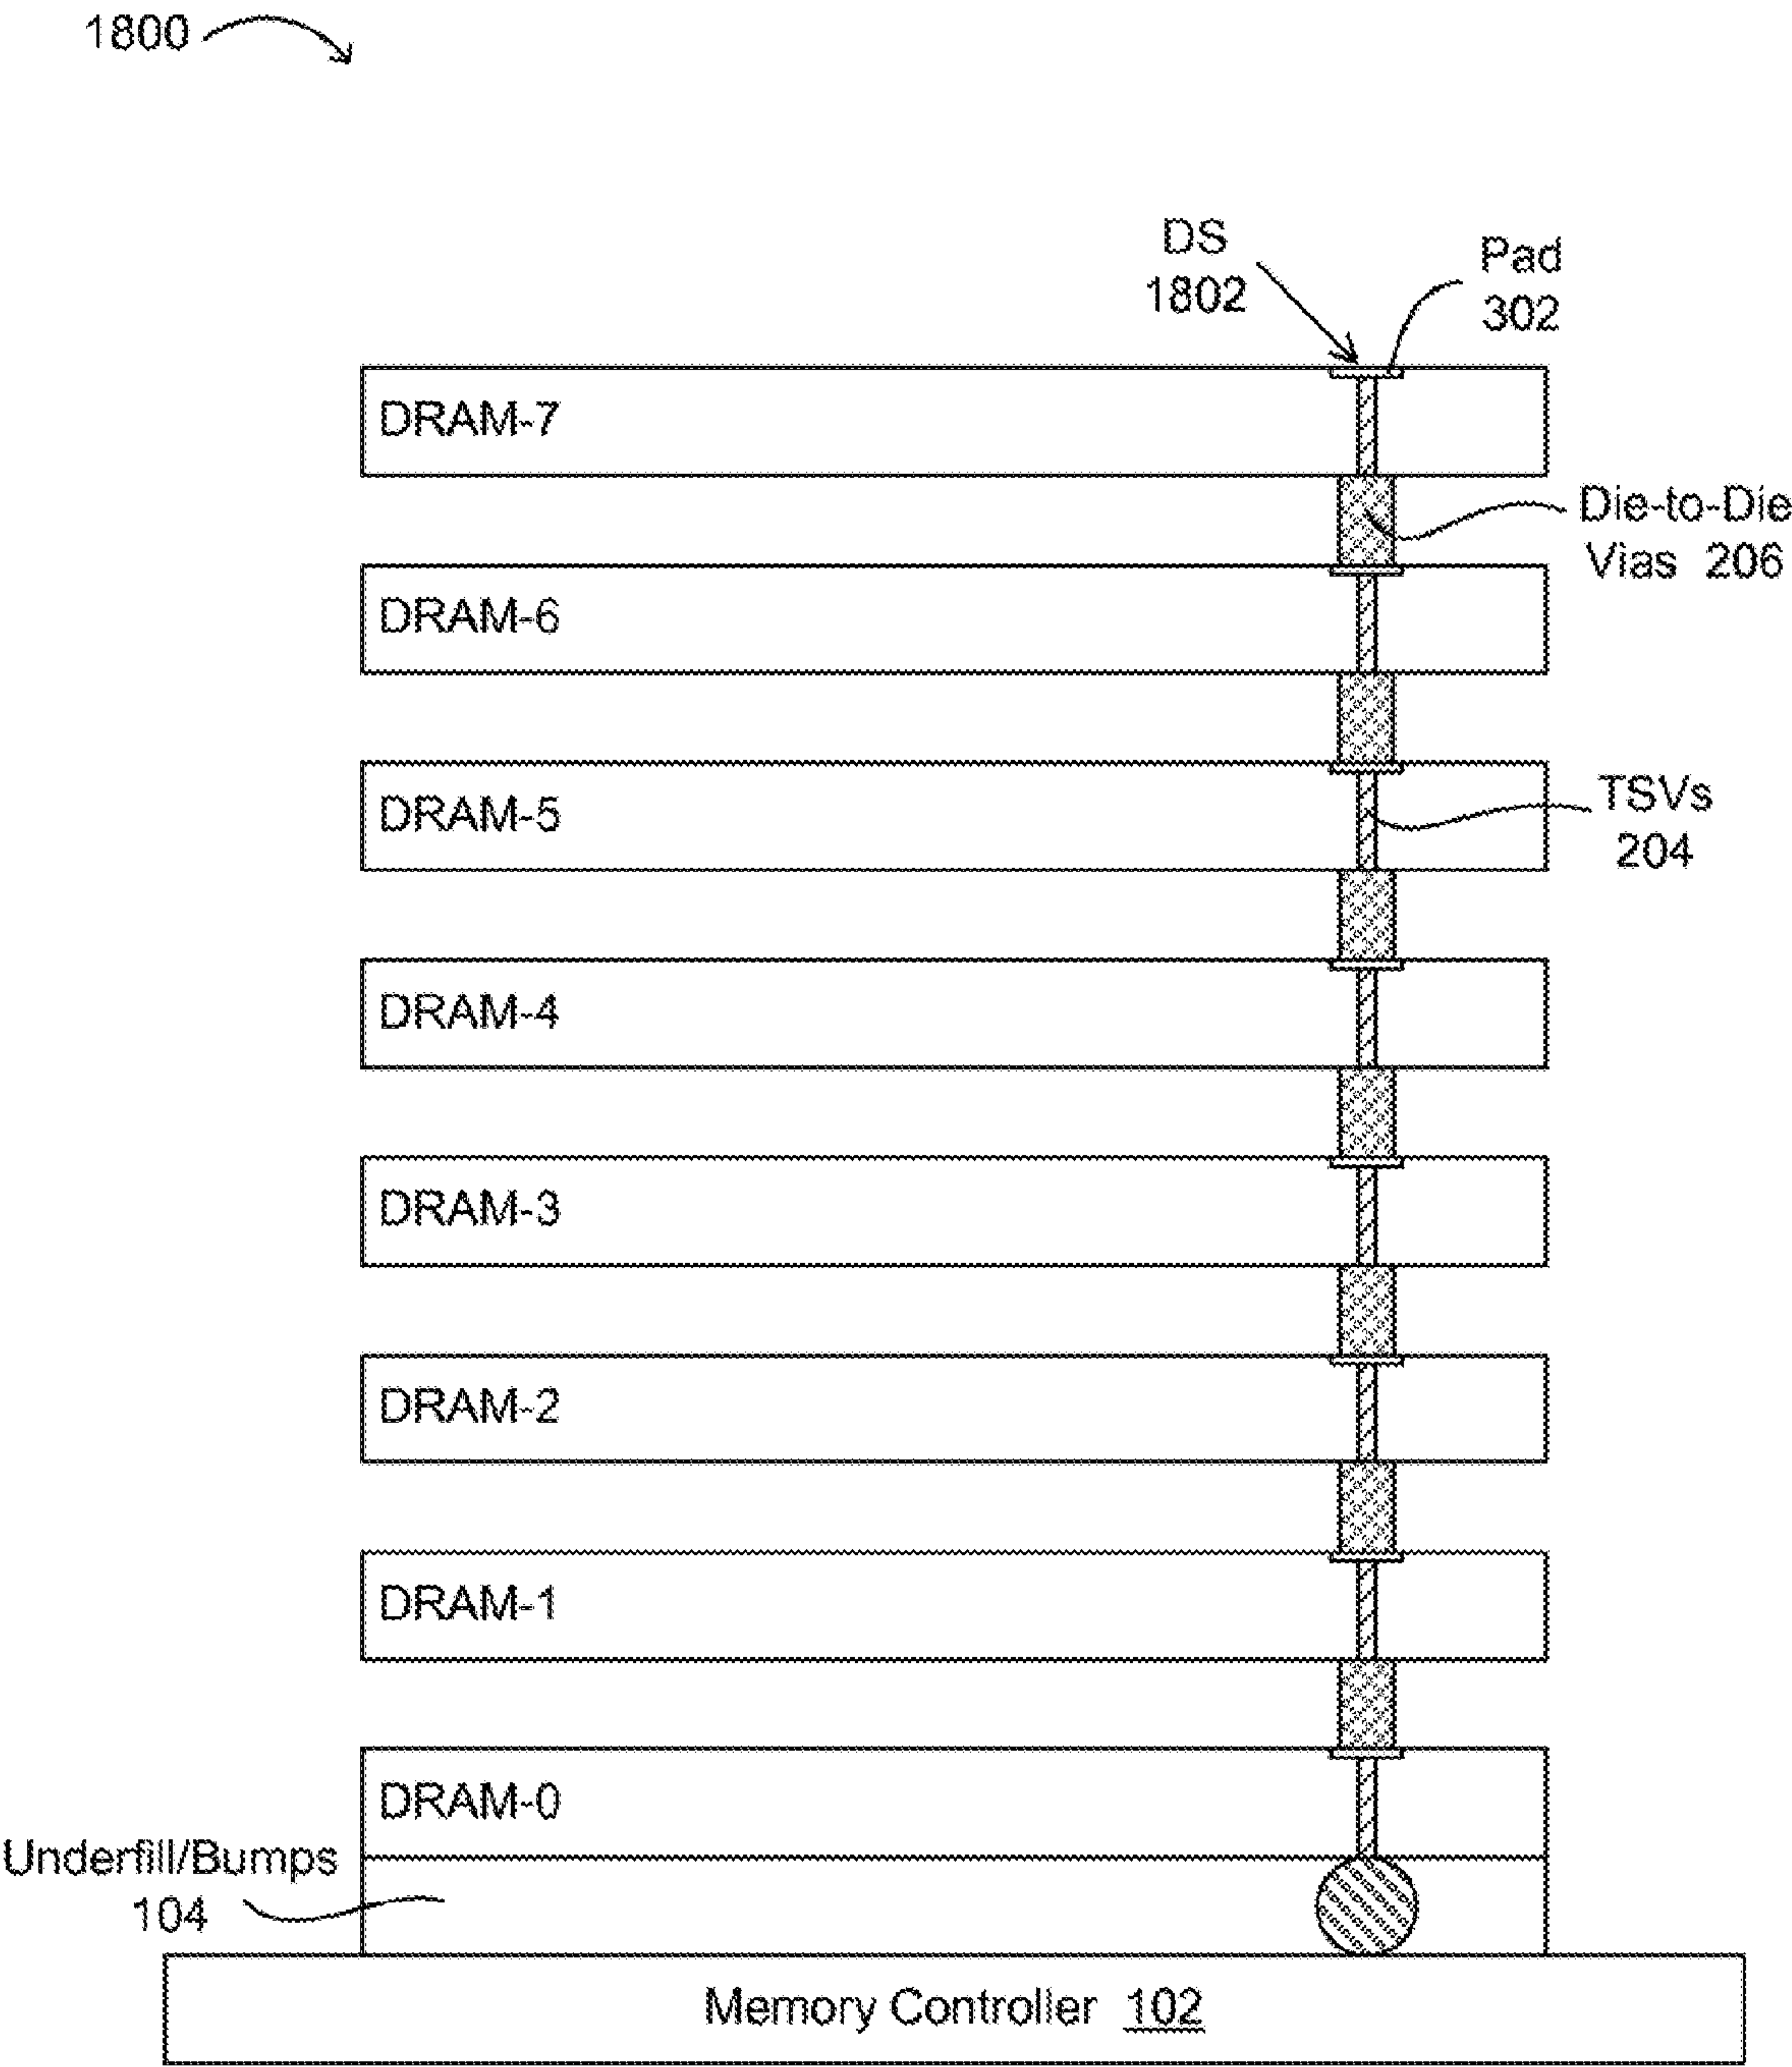 1800
DS
1802
Pad
302
DRAM-7
Die-to-Die
Vias 206
DRAM-6
DRAM-5
TSVs
204
DRAM-4
DRAM-3
DRAM-2
DRAM-1
DRAM-0
Underfill/Bumps
104
Memory Controller 102